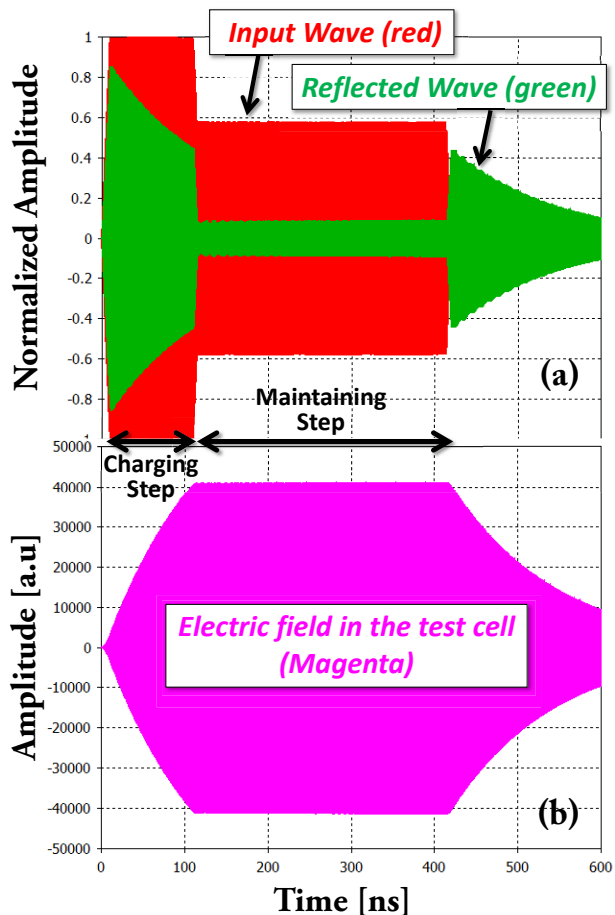 Input Wave (red)
Reflected Wave (green)
Normalized Amplitude
1
0.8
0.6
0.4
0.2
0
-0.2
-0.4
-0.6
-0.8
1
(a)
Maintaining
Step
Charging
Step
Amplitude [a.u]
50000
40000
30000
20000
10000
0
-10000
-20000
-30000
-40000
-50000
Electric field in the test cell
(Magenta)
(b)
0
100
200
300
400
500
600
Time [ns]